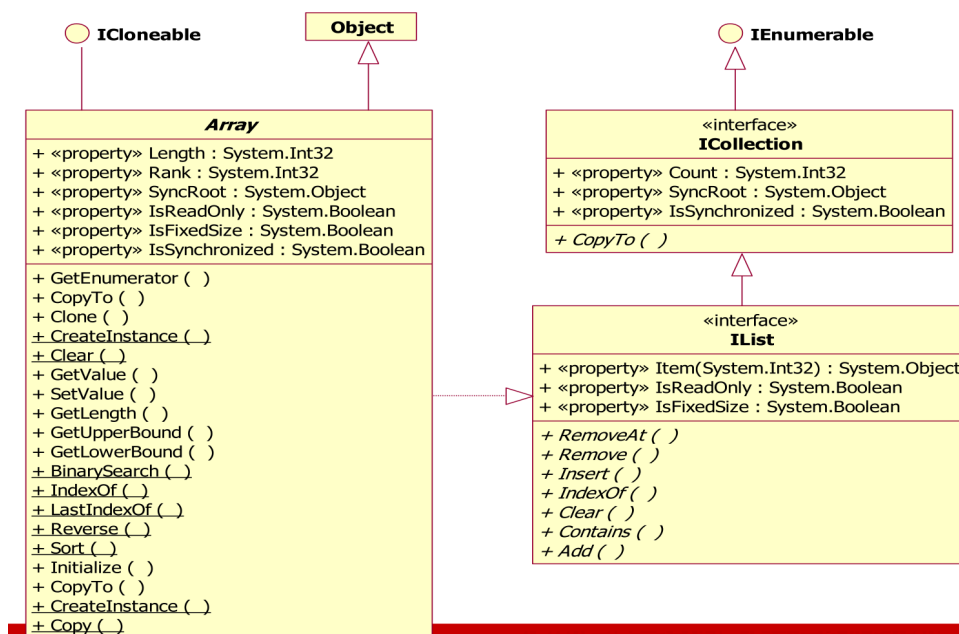 ICloneable
Object
IEnumerable
Array
+ «property» Length : System.Int32
+ «property» Rank : System.Int32
+ «property» SyncRoot : System.Object
+ «property» IsReadOnly : System.Boolean
+ «property» IsFixedSize : System.Boolean
+ «property» IsSynchronized : System.Boolean
+ GetEnumerator ( )
+ CopyTo ( )
+ Clone ( )
+ CreateInstance ( )
+ Clear ( )
+ GetValue ( )
+ SetValue ( )
+ GetLength ( )
+ GetUpperBound ( )
+ GetLowerBound ( )
+ BinarySearch ( )
+ IndexOf ( )
+ LastIndexOf ( )
+ Reverse ( )
+ Sort ( )
+ Initialize ( )
+ CopyTo ( )
+ CreateInstance ( )
+ Copy ( )
«interface»
ICollection
+ «property» Count : System.Int32
+ «property» SyncRoot : System.Object
+ «property» IsSynchronized : System.Boolean
+ CopyTo ( )
«interface»
IList
+ «property» Item(System.Int32) : System.Object
+ «property» IsReadOnly : System.Boolean
+ «property» IsFixedSize : System.Boolean
+ RemoveAt ( )
+ Remove ( )
+ Insert ( )
+ IndexOf ( )
+ Clear ( )
+ Contains ( )
+ Add ( )